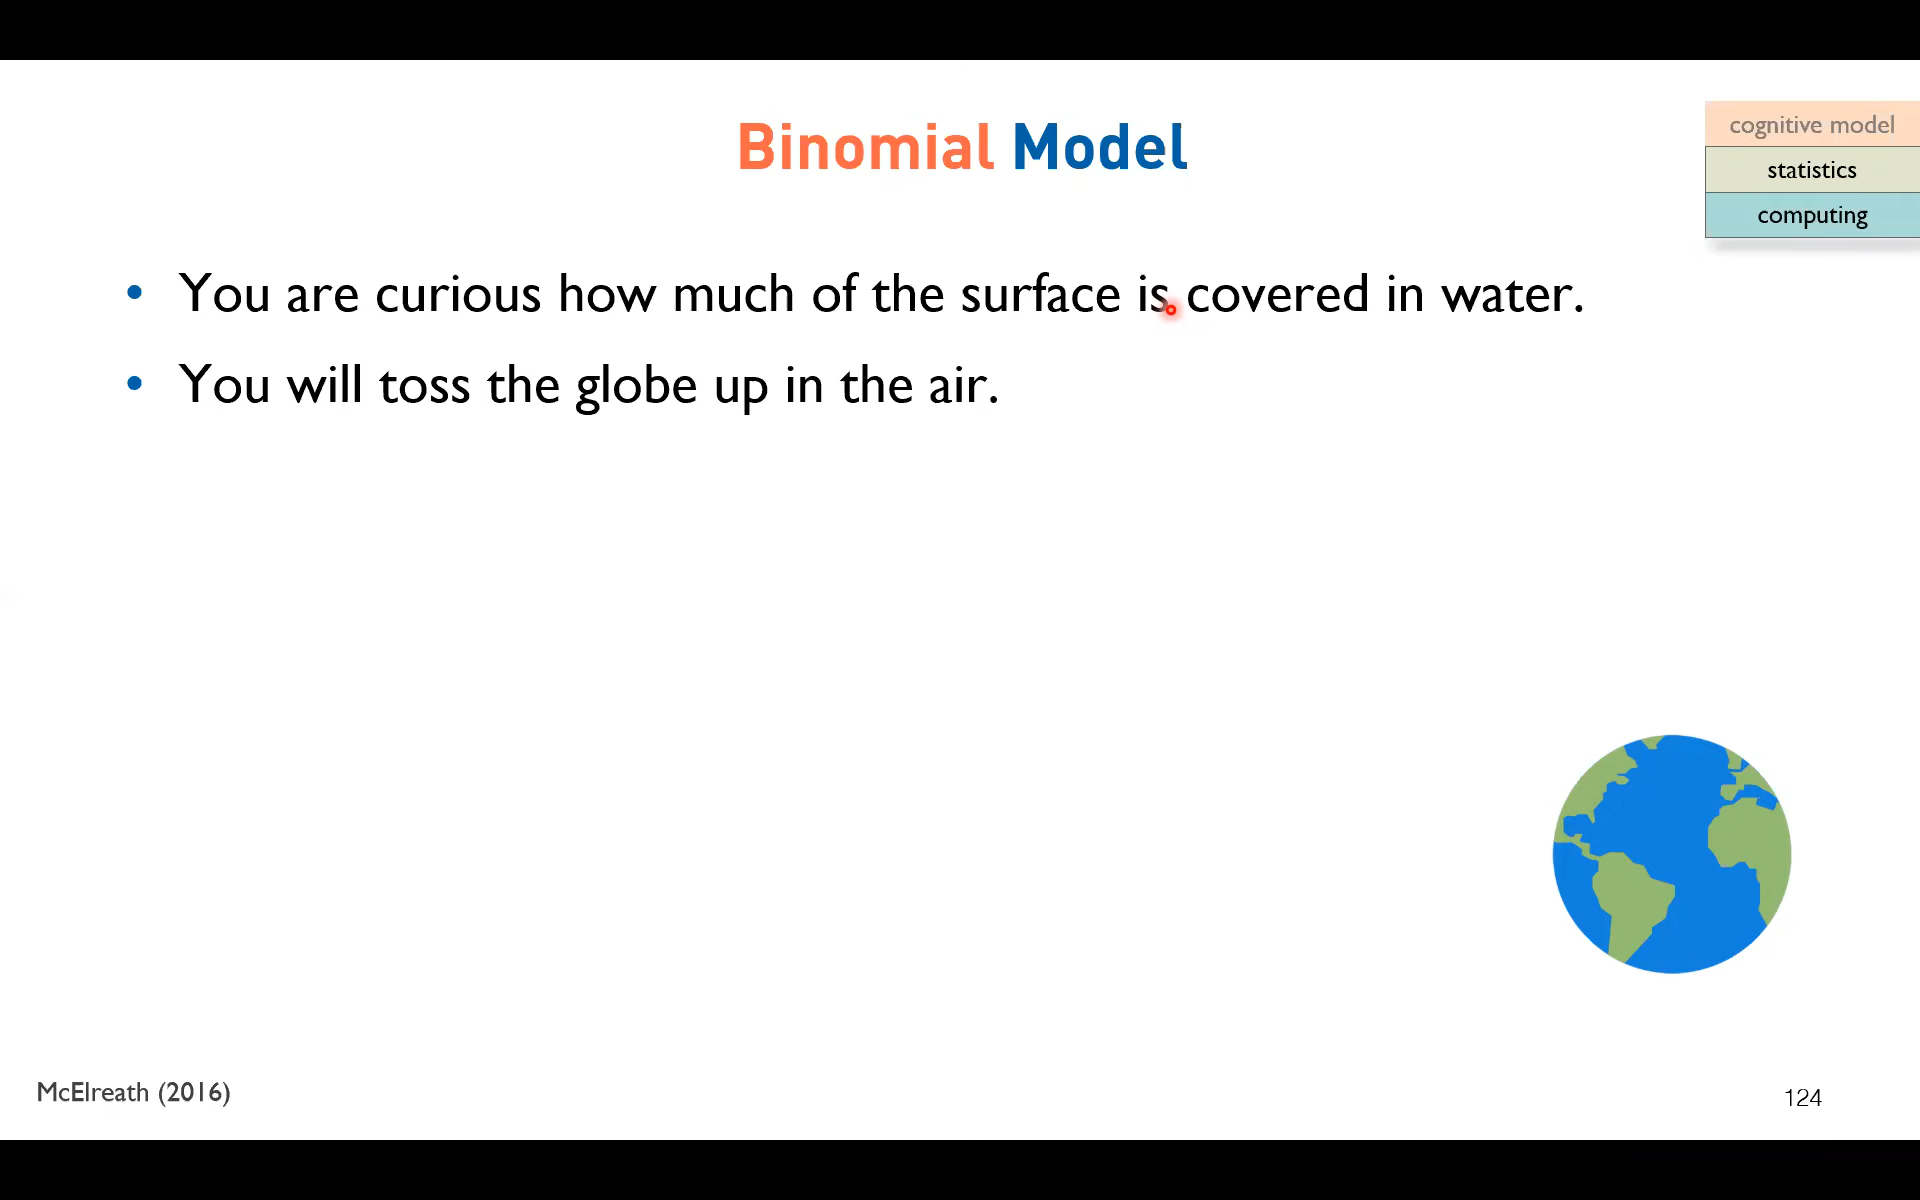 Binomial Model
cognitive model
statistics
computing
• You are curious how much of the surface is covered in water.
• You will toss the globe up in the air.
McElreath (2016)
124